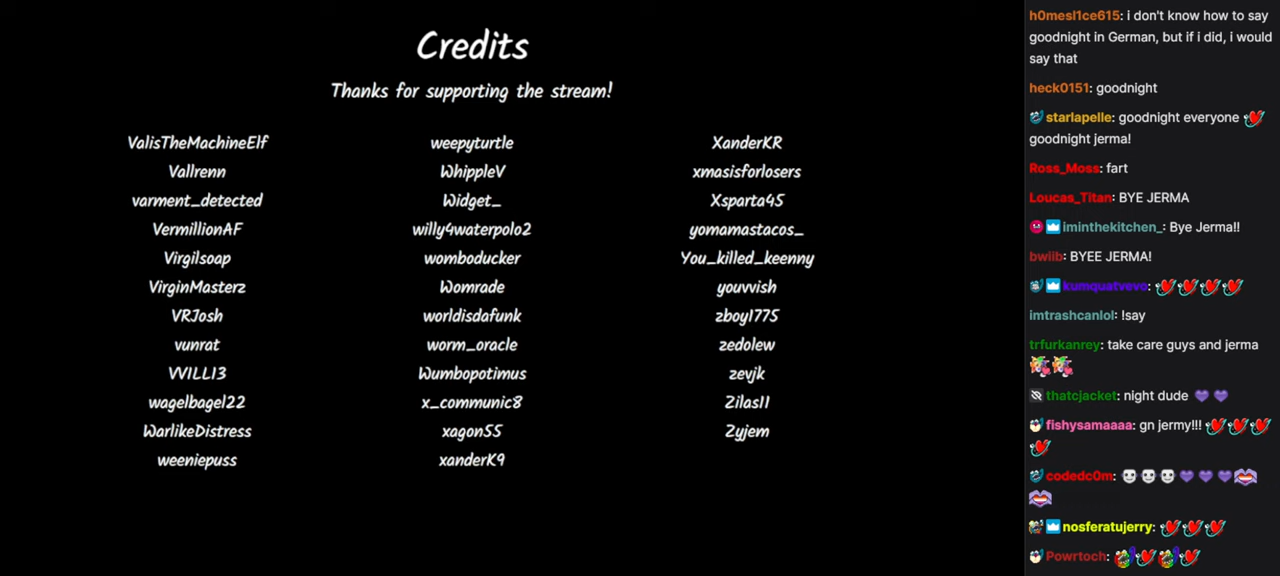 Credits
Thanks for supporting the stream!
ValisTheMachineElf
Vallrenn
varment_detected
VermillionAF
Virgilsoap
VirginMasterz
VRJosh
vunrat
VVILL13
wagelbagel22
WarlikeDistress
weeniepuss
weepyturtle
WhippleV
Widget_
willy4waterpolo2
womboducker
Womrade
worldisdafunk
worm_oracle
Wumbopotimus
x_communic8
xagon55
xanderK9
XanderKR
xmasisforlosers
Xsparta45
yomamastacos_
You_killed_keenny
youvvish
zboy1775
zedolew
zevjk
Zilas11
Zyjem
h0mesl1ce615: i don't know how to say
goodnight in German, but if i did, i would
say that
heck0151: goodnight
starlapelle: goodnight everyone
goodnight jerma!
Ross_Moss: fart
Loucas_Titan: BYE JERMA
iminthekitchen_: Bye Jerma!!
bwiib: BYEE JERMA!
kumquatvevo:
imtrashcanlol: !say
trfurkanrey: take care guys and jerma
thatcjacket: night dude
fishysamaaaa: gn jermy!!!
codedc0m:
nosferatujerry:
Powrtoch: